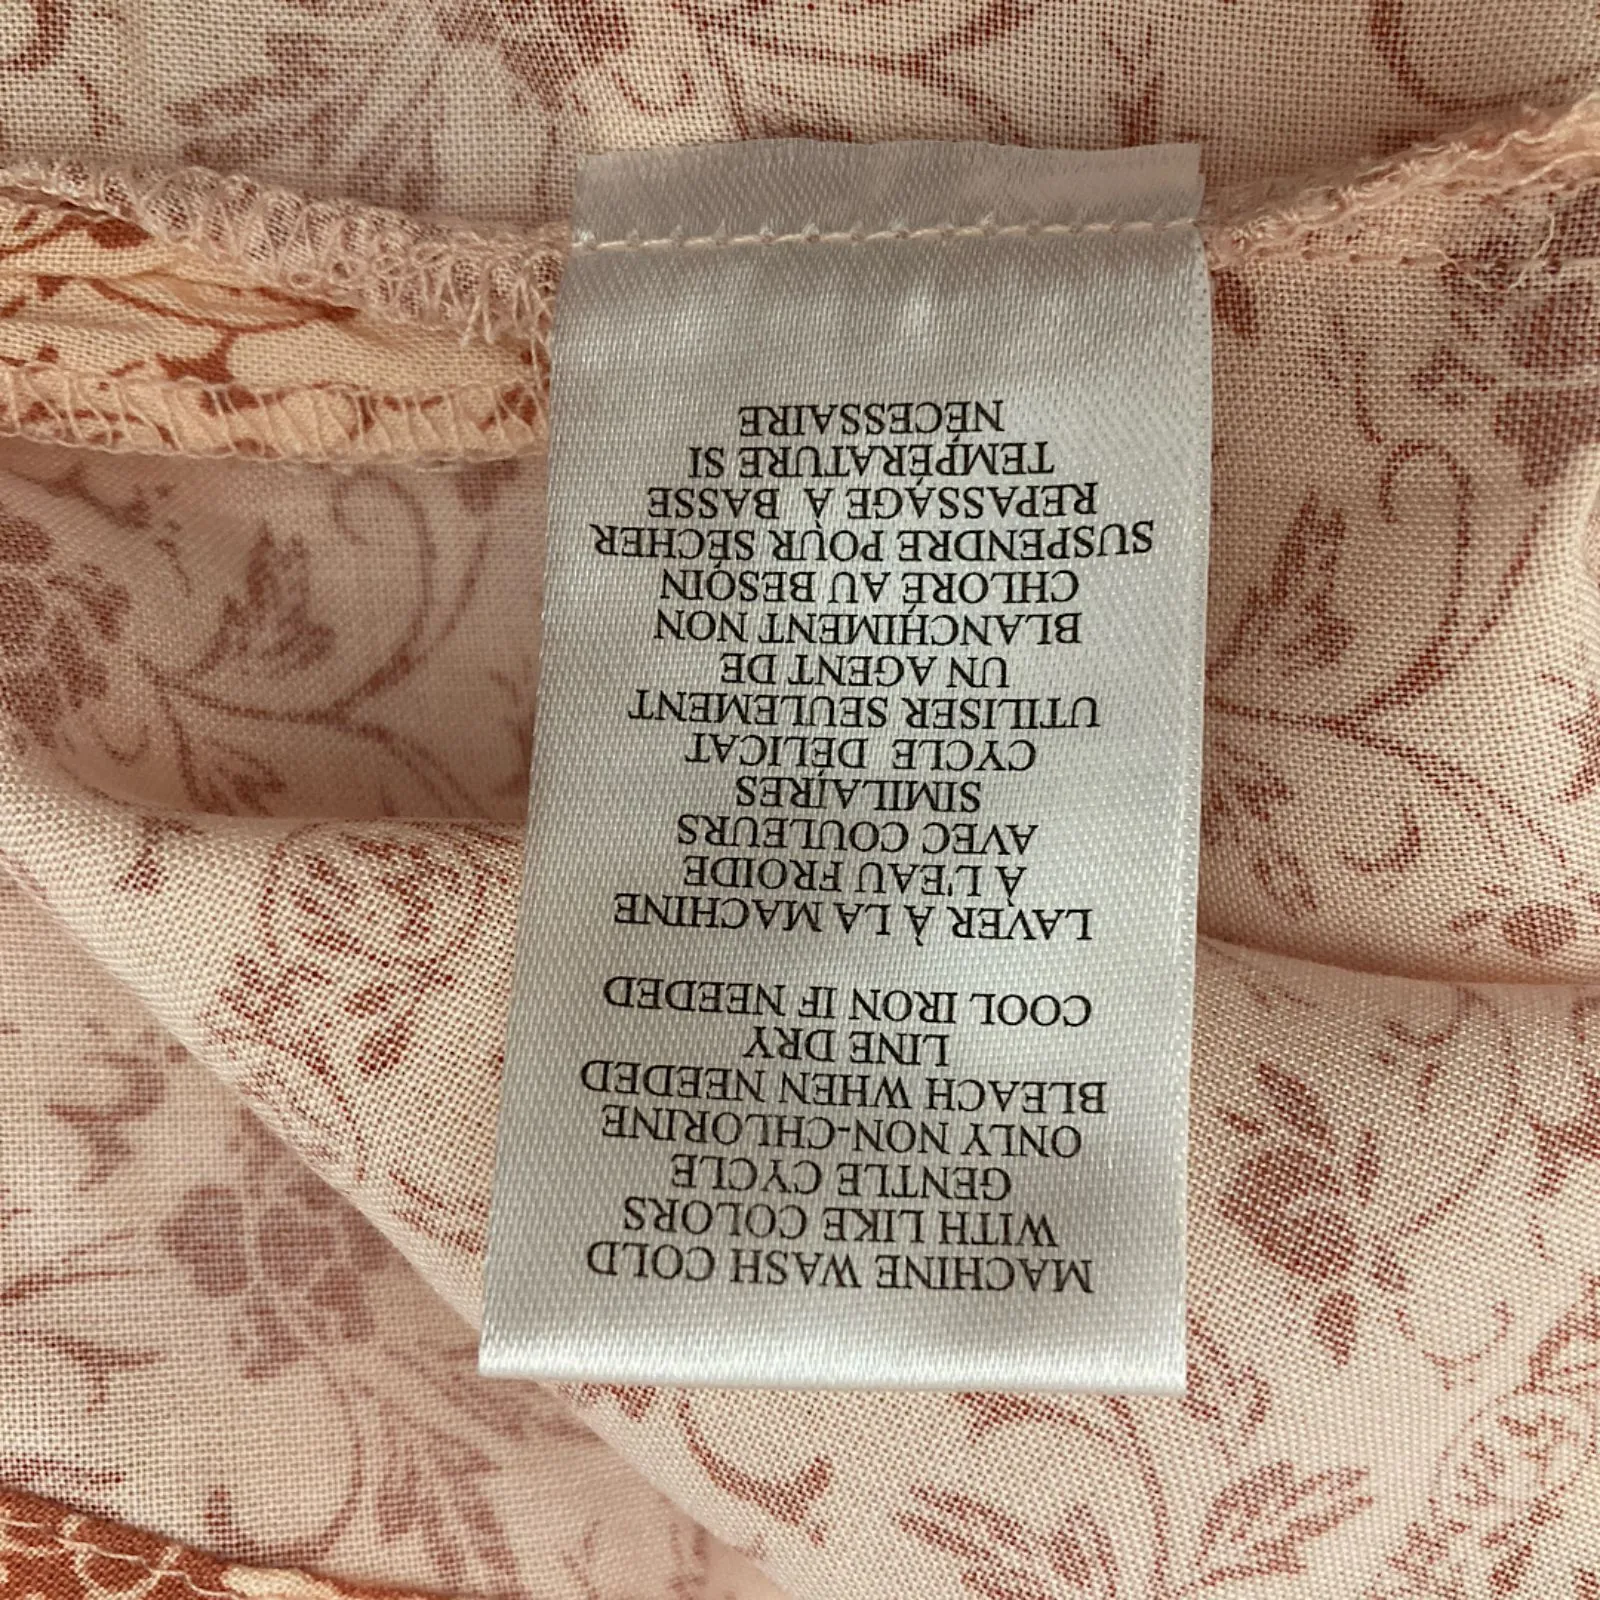 MACHINE WASH COLD
WITH LIKE COLORS
GENTLE CYCLE
ONLY NON-CHLORINE
BLEACH WHEN NEEDED
LINE DRY
COOL IRON IF NEEDED
LAVER À LA MACHINE
À L'EAU FROIDE
AVEC COULEURS
SIMILAIRES
CYCLE DÉLICAT
UTILISER SEULEMENT
UN AGENT DE
BLANCHIMENT NON
CHLORÉ AU BESOIN
SUSPENDRE POUR SÉCHER
REPASSAGE À BASSE
TEMPÉRATURE SI
NÉCESSAIRE